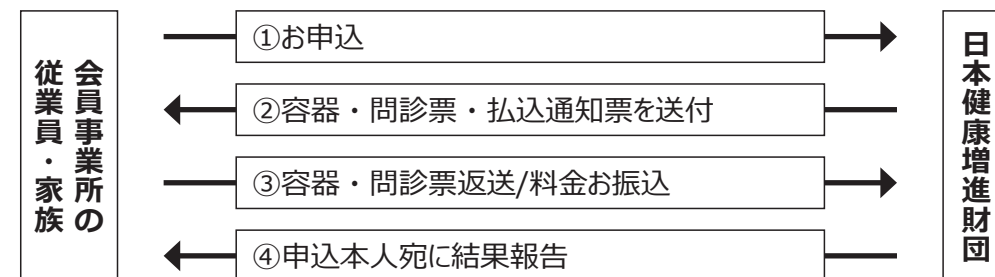 会員事業所の
従業員・家族
①お申込
②容器・問診票・払込通知票を送付
③容器・問診票返送/料金お振込
④申込本人宛に結果報告
日本健康増進財団